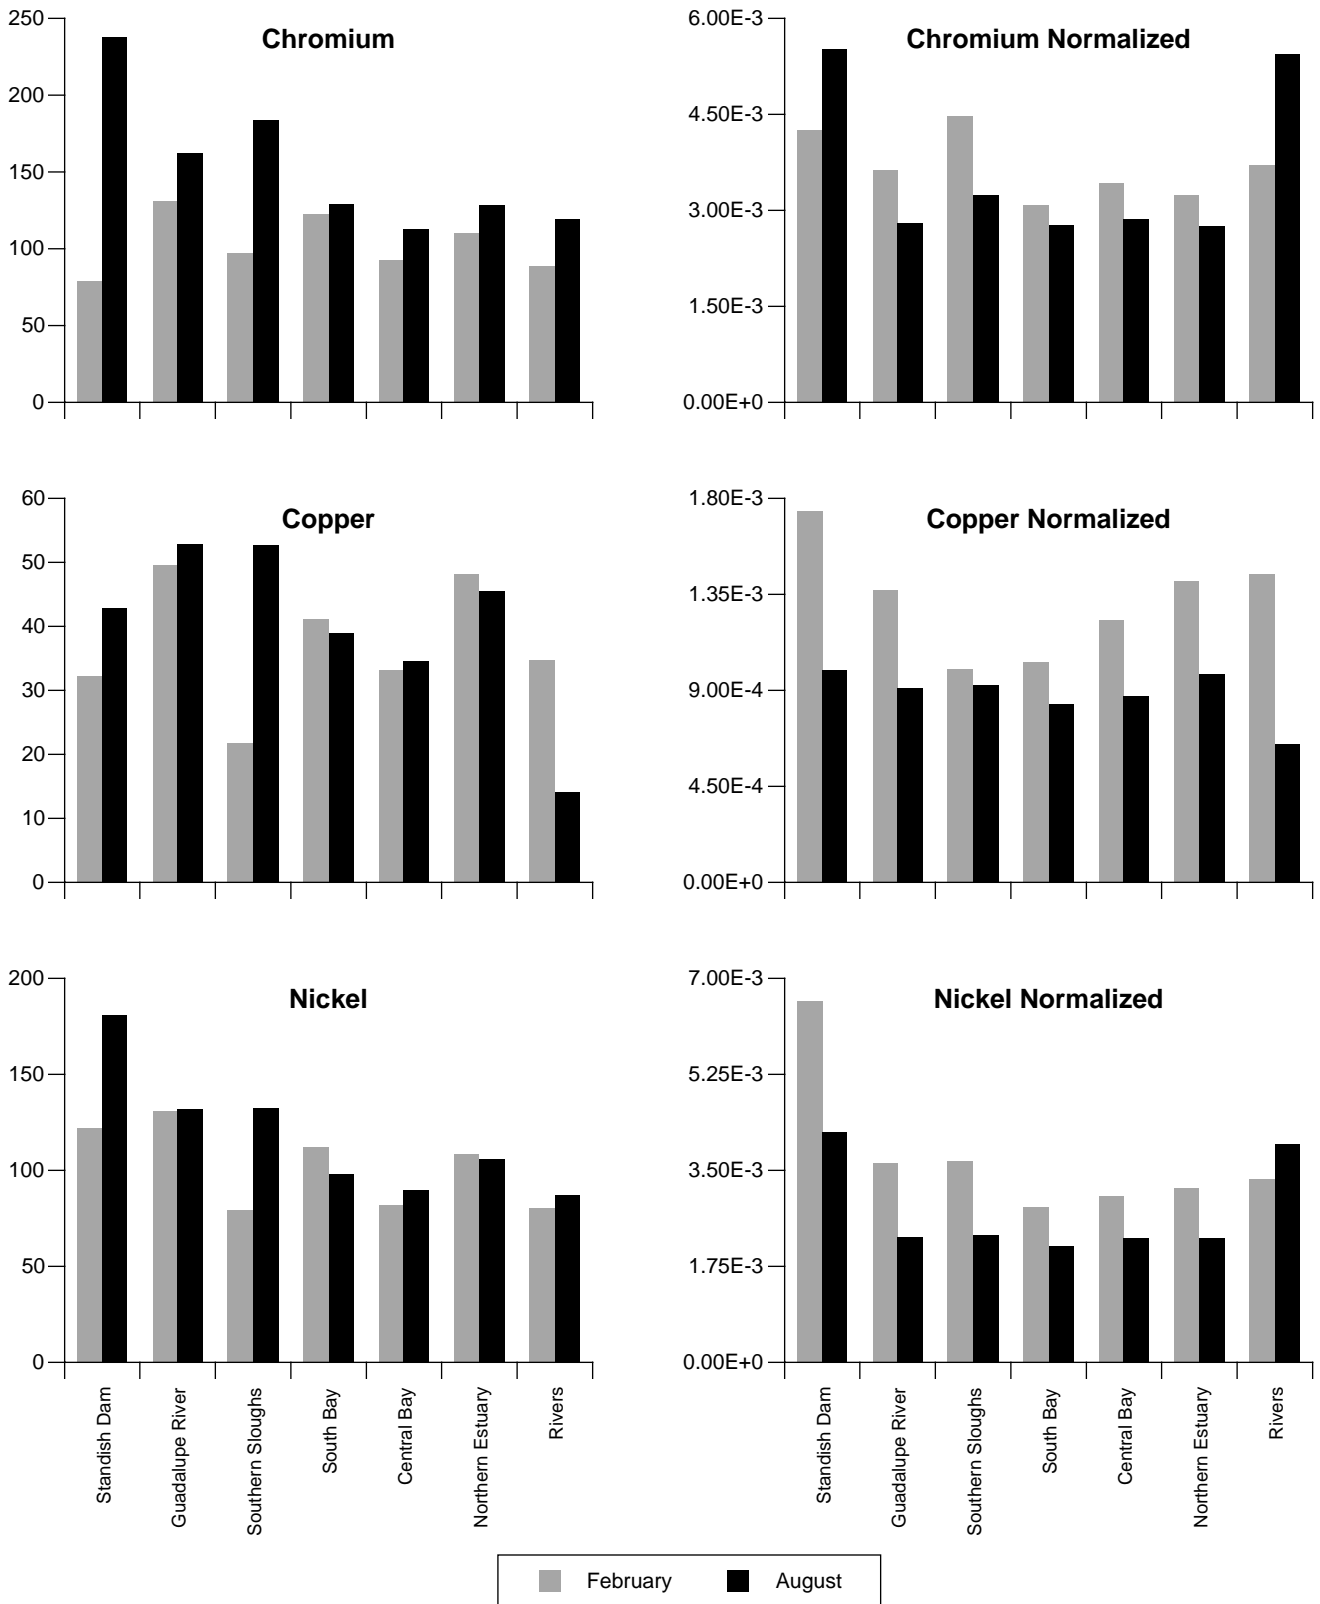 Chromium
250
200
150
100
50
0
Chromium Normalized
6.00E-3
4.50E-3
3.00E-3
1.50E-3
0.00E+0
Copper
60
50
40
30
20
10
0
Copper Normalized
1.80E-3
1.35E-3
9.00E-4
4.50E-4
0.00E+0
Nickel
200
150
100
50
0
Standish Dam
Guadalupe River
Southern Sloughs
South Bay
Central Bay
Northern Estuary
Rivers
Nickel Normalized
7.00E-3
5.25E-3
3.50E-3
1.75E-3
0.00E+0
Standish Dam
Guadalupe River
Southern Sloughs
South Bay
Central Bay
Northern Estuary
Rivers
February
August